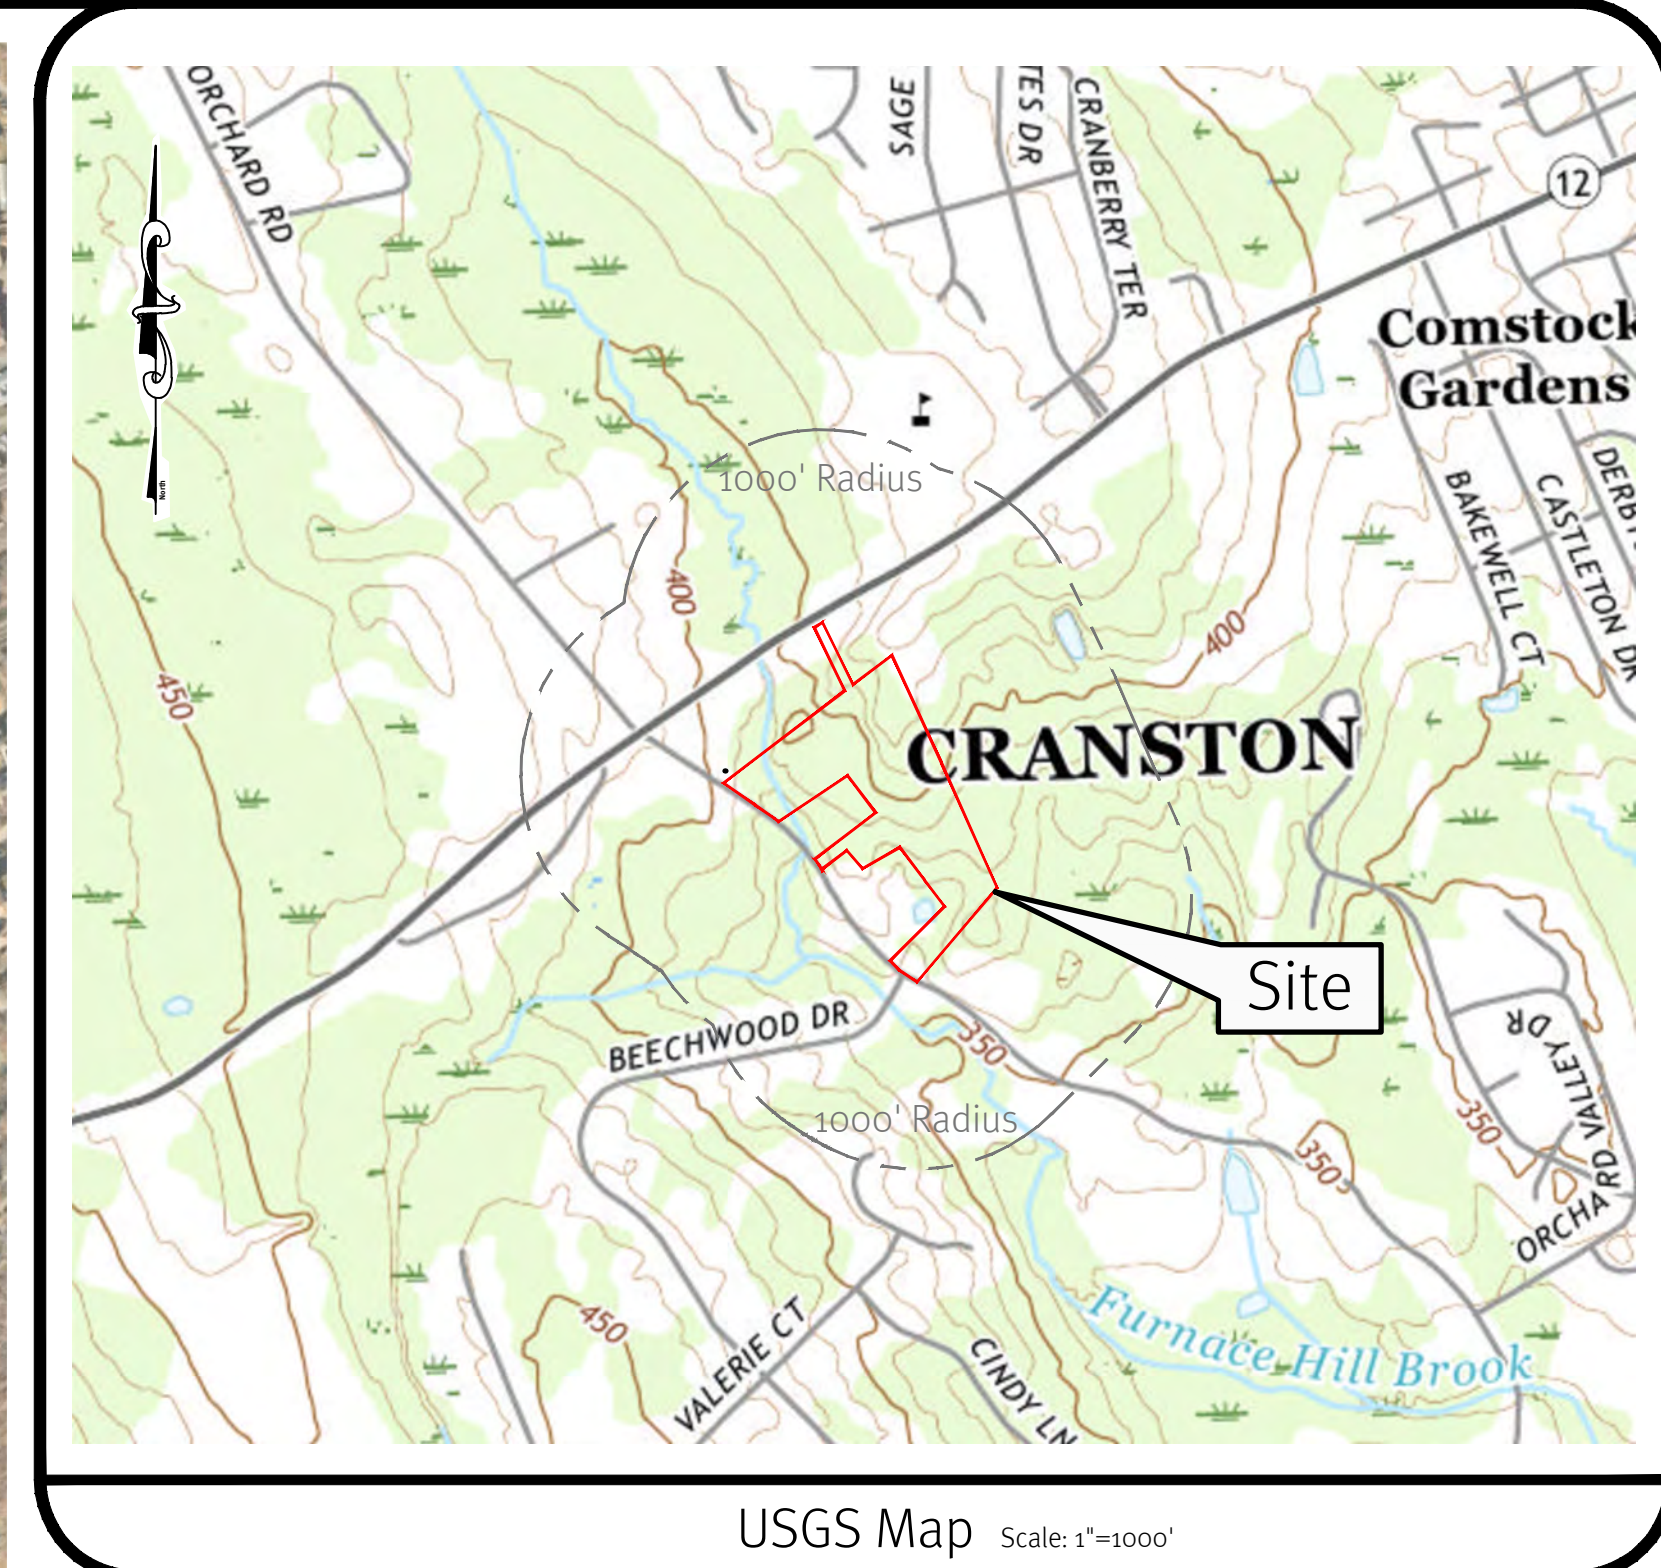 ORCHARD RD
SAGE
TES DR
CRANBERRY TER
12
Comstock
Gardens
North
1000' Radius
DERBY
BAKEWELL CT
CASTLETON DR
400
400
450
CRANSTON
Site
BEECHWOOD DR
350
1000' Radius
350
350
ORCHARD VALLEY DR
450
VALERIE CT
CINDY LN
Furnace Hill Brook
USGS Map Scale: 1"=1000'